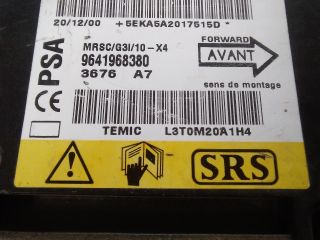 20/12/00 +5EKA5A2017515D *
PSA
MRSC/G3I/10-X4
9641968380
3676 A7
FORWARD
AVANT
sens de montage
TEMIC L3T0M20A1H4
SRS